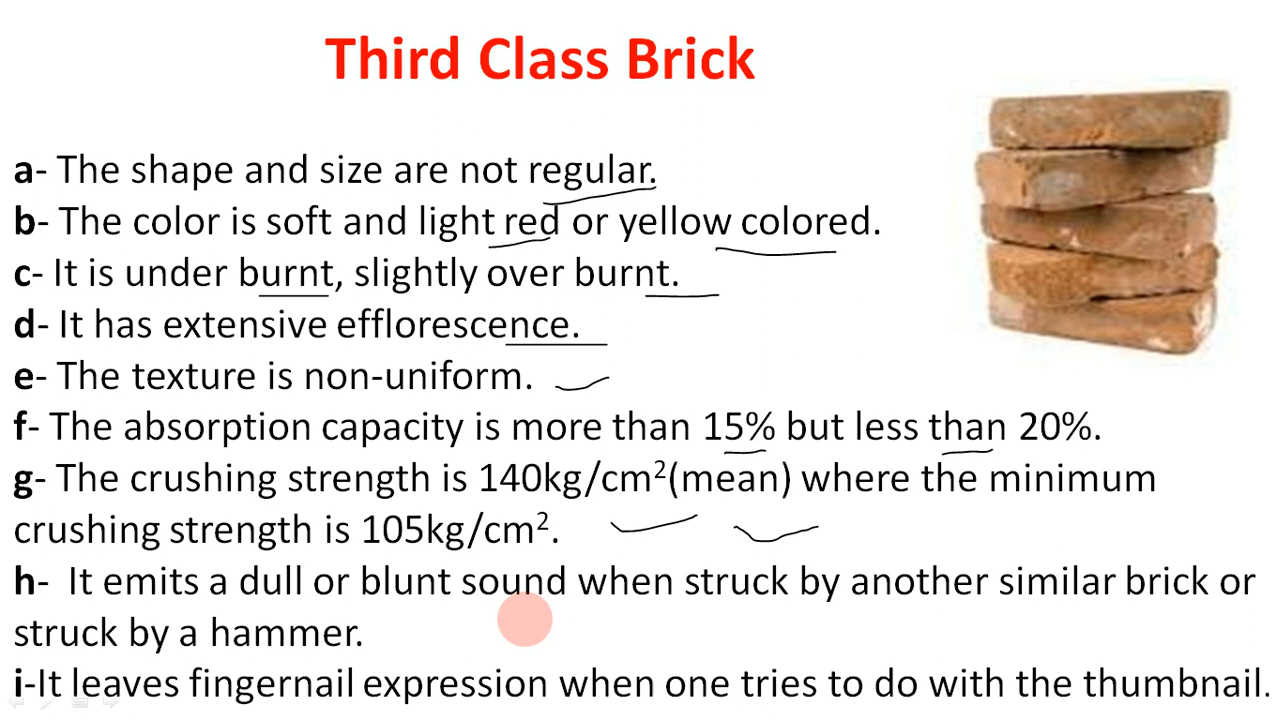 Third Class Brick
a- The shape and size are not regular.
b- The color is soft and light red or yellow colored.
c- It is under burnt, slightly over burnt.
d- It has extensive efflorescence.
e- The texture is non-uniform.
f- The absorption capacity is more than 15% but less than 20%.
g- The crushing strength is 140kg/cm²(mean) where the minimum
crushing strength is 105kg/cm².
h- It emits a dull or blunt sound when struck by another similar brick or
struck by a hammer.
i-It leaves fingernail expression when one tries to do with the thumbnail.